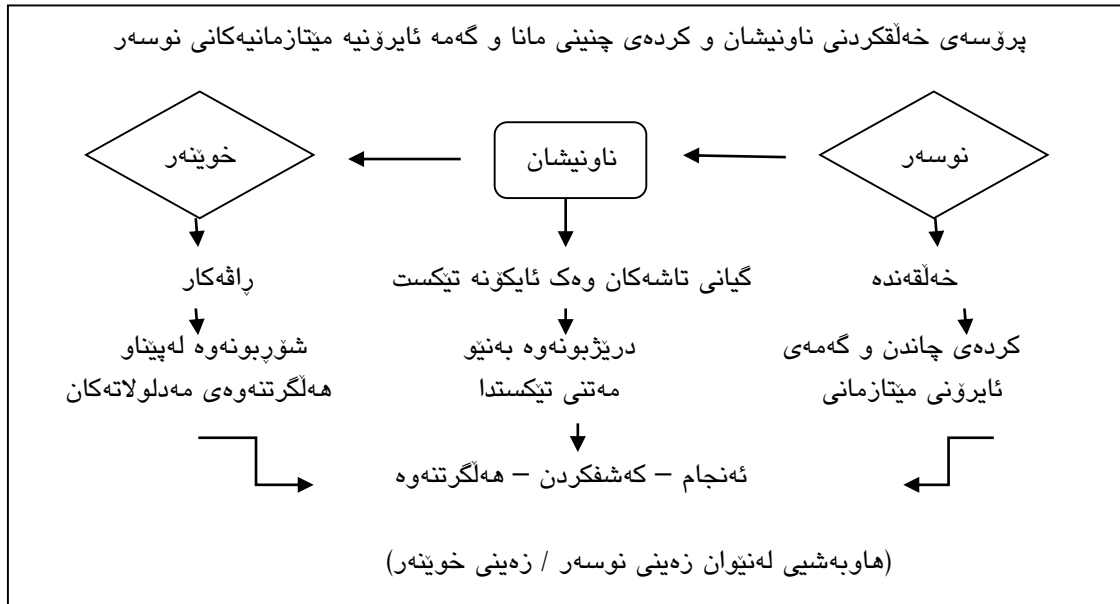 پرۆسەی خەڵقکردنی ناونیشان و کردەی چنینی مانا و گەمە ئایرۆنیە مێتازمانیەکانی نوسەر
نوسەر
ناونیشان
خوێنەر
خەڵقەندە
گیانی تاشەکان وەک ئایکۆنە تێکست
ڕاڤەکار
کردەی چاندن و گەمەی
ئایرۆنی مێتازمانی
درێژبونەوە بەنێو
مەتنی تێکستدا
شۆڕبونەوە لەپێناو
هەڵگرتنەوەی مەدلولاتەکان
ئەنجام – کەشفکردن – هەڵگرتنەوە
(هاوبەشیی لەنێوان زەینی نوسەر / زەینی خوێنەر)